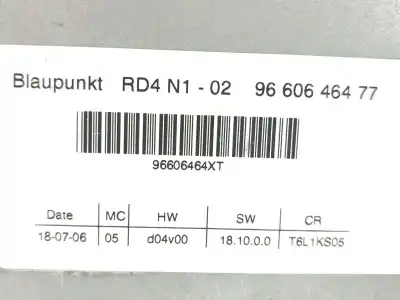 Blaupunkt RD4 N1 - 02 96 606 464 77
96606464XT
Date MC HW SW CR
18-07-06 05 d04v00 18.10.0.0 T6L1KS05